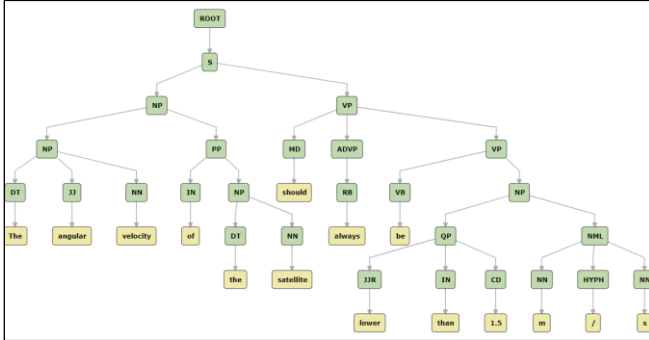 ROOT
S
NP VP
NP PP MD ADVP VP
DT JJ NN IN NP should RB VB NP
The angular velocity of DT NN always be QP NML
the satellite JJR IN CD NN HYPH NN
lower than 1.5 m / s